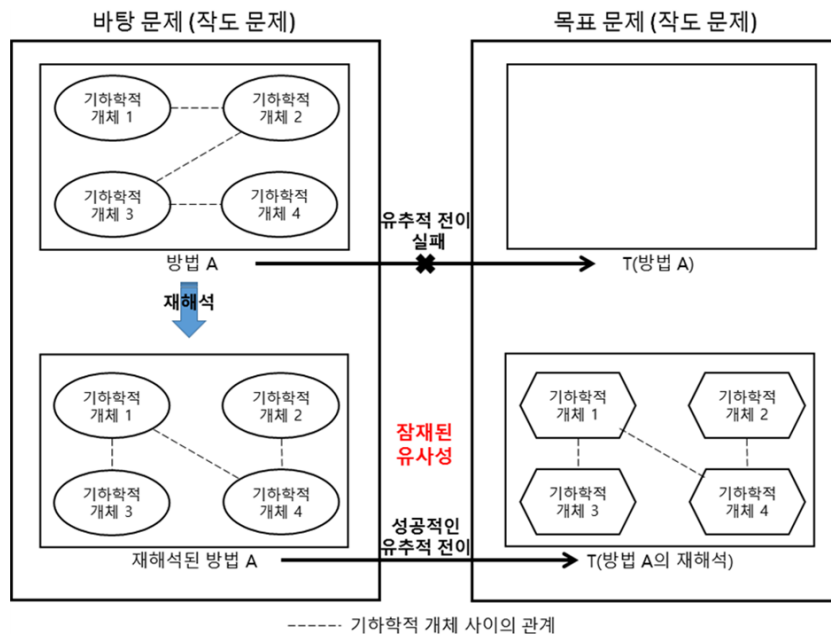 바탕 문제 (작도 문제)
목표 문제 (작도 문제)
기하학적
개체 1
기하학적
개체 2
기하학적
개체 3
기하학적
개체 4
방법 A
유추적 전이
실패
T(방법 A)
재해석
기하학적
개체 1
기하학적
개체 2
기하학적
개체 3
기하학적
개체 4
재해석된 방법 A
잠재된
유사성
성공적인
유추적 전이
기하학적
개체 1
기하학적
개체 2
기하학적
개체 3
기하학적
개체 4
T(방법 A의 재해석)
기하학적 개체 사이의 관계